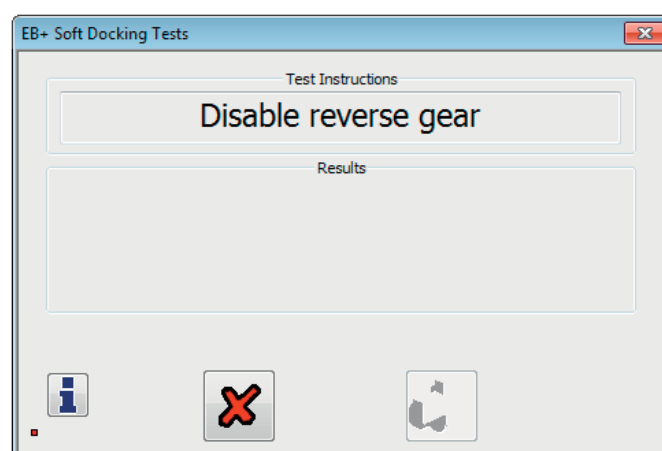 EB+ Soft Docking Tests
Test Instructions
Disable reverse gear
Results